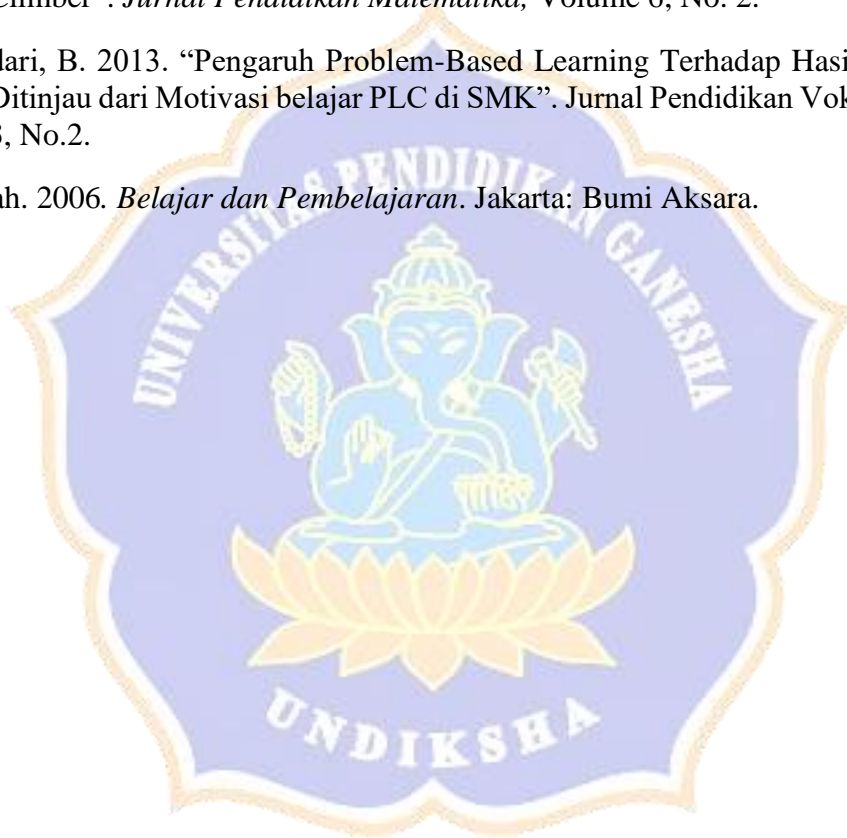 . Jurnal Pendidikan Matematika, Volume 6, No. 2.
dari, B. 2013. “Pengaruh Problem-Based Learning Terhadap Hasi
Ditinjau dari Motivasi belajar PLC di SMK”. Jurnal Pendidikan Vok
, No.2.
ah. 2006. Belajar dan Pembelajaran. Jakarta: Bumi Aksara.
UNIVERSITAS PENDIDIKAN GANESHA
UNDIKSHA